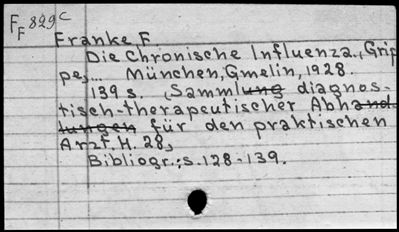 FF 829c
Franke, F
Die Chronische Influenza., Grip
pe,... München, Gmelin, 1928.
139 s. (Sammlung diagnos-
tisch-therapeutischer Abhand-
lungen für den praktischen
Arzt. H. 28,
Bibliogr.: s. 128-139.